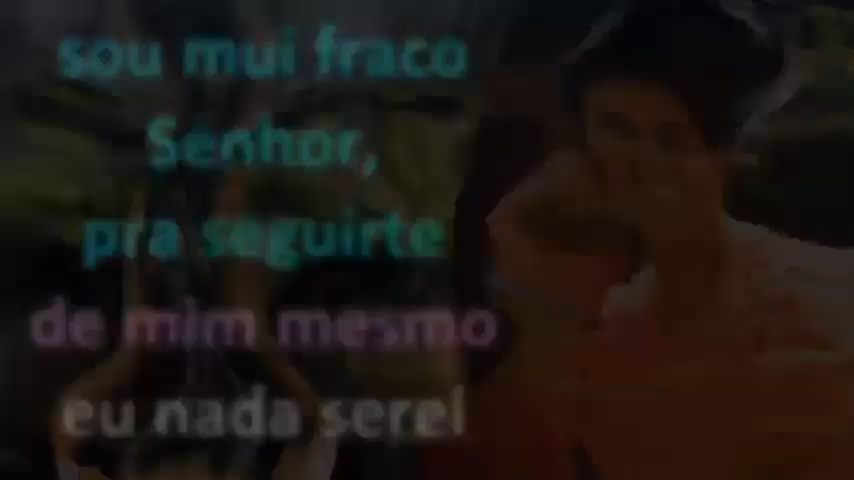 sou mui fraco
Senhor,
pra seguirte
de mim mesmo
eu nada serei